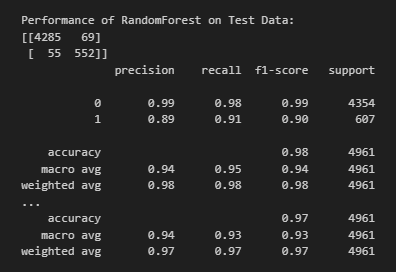 Performance of RandomForest on Test Data:
[[4285 69]
[ 55 552]]
precision recall f1-score support
0 0.99 0.98 0.99 4354
1 0.89 0.91 0.90 607
accuracy 0.98 4961
macro avg 0.94 0.95 0.94 4961
weighted avg 0.98 0.98 0.98 4961
...
accuracy 0.97 4961
macro avg 0.94 0.93 0.93 4961
weighted avg 0.97 0.97 0.97 4961